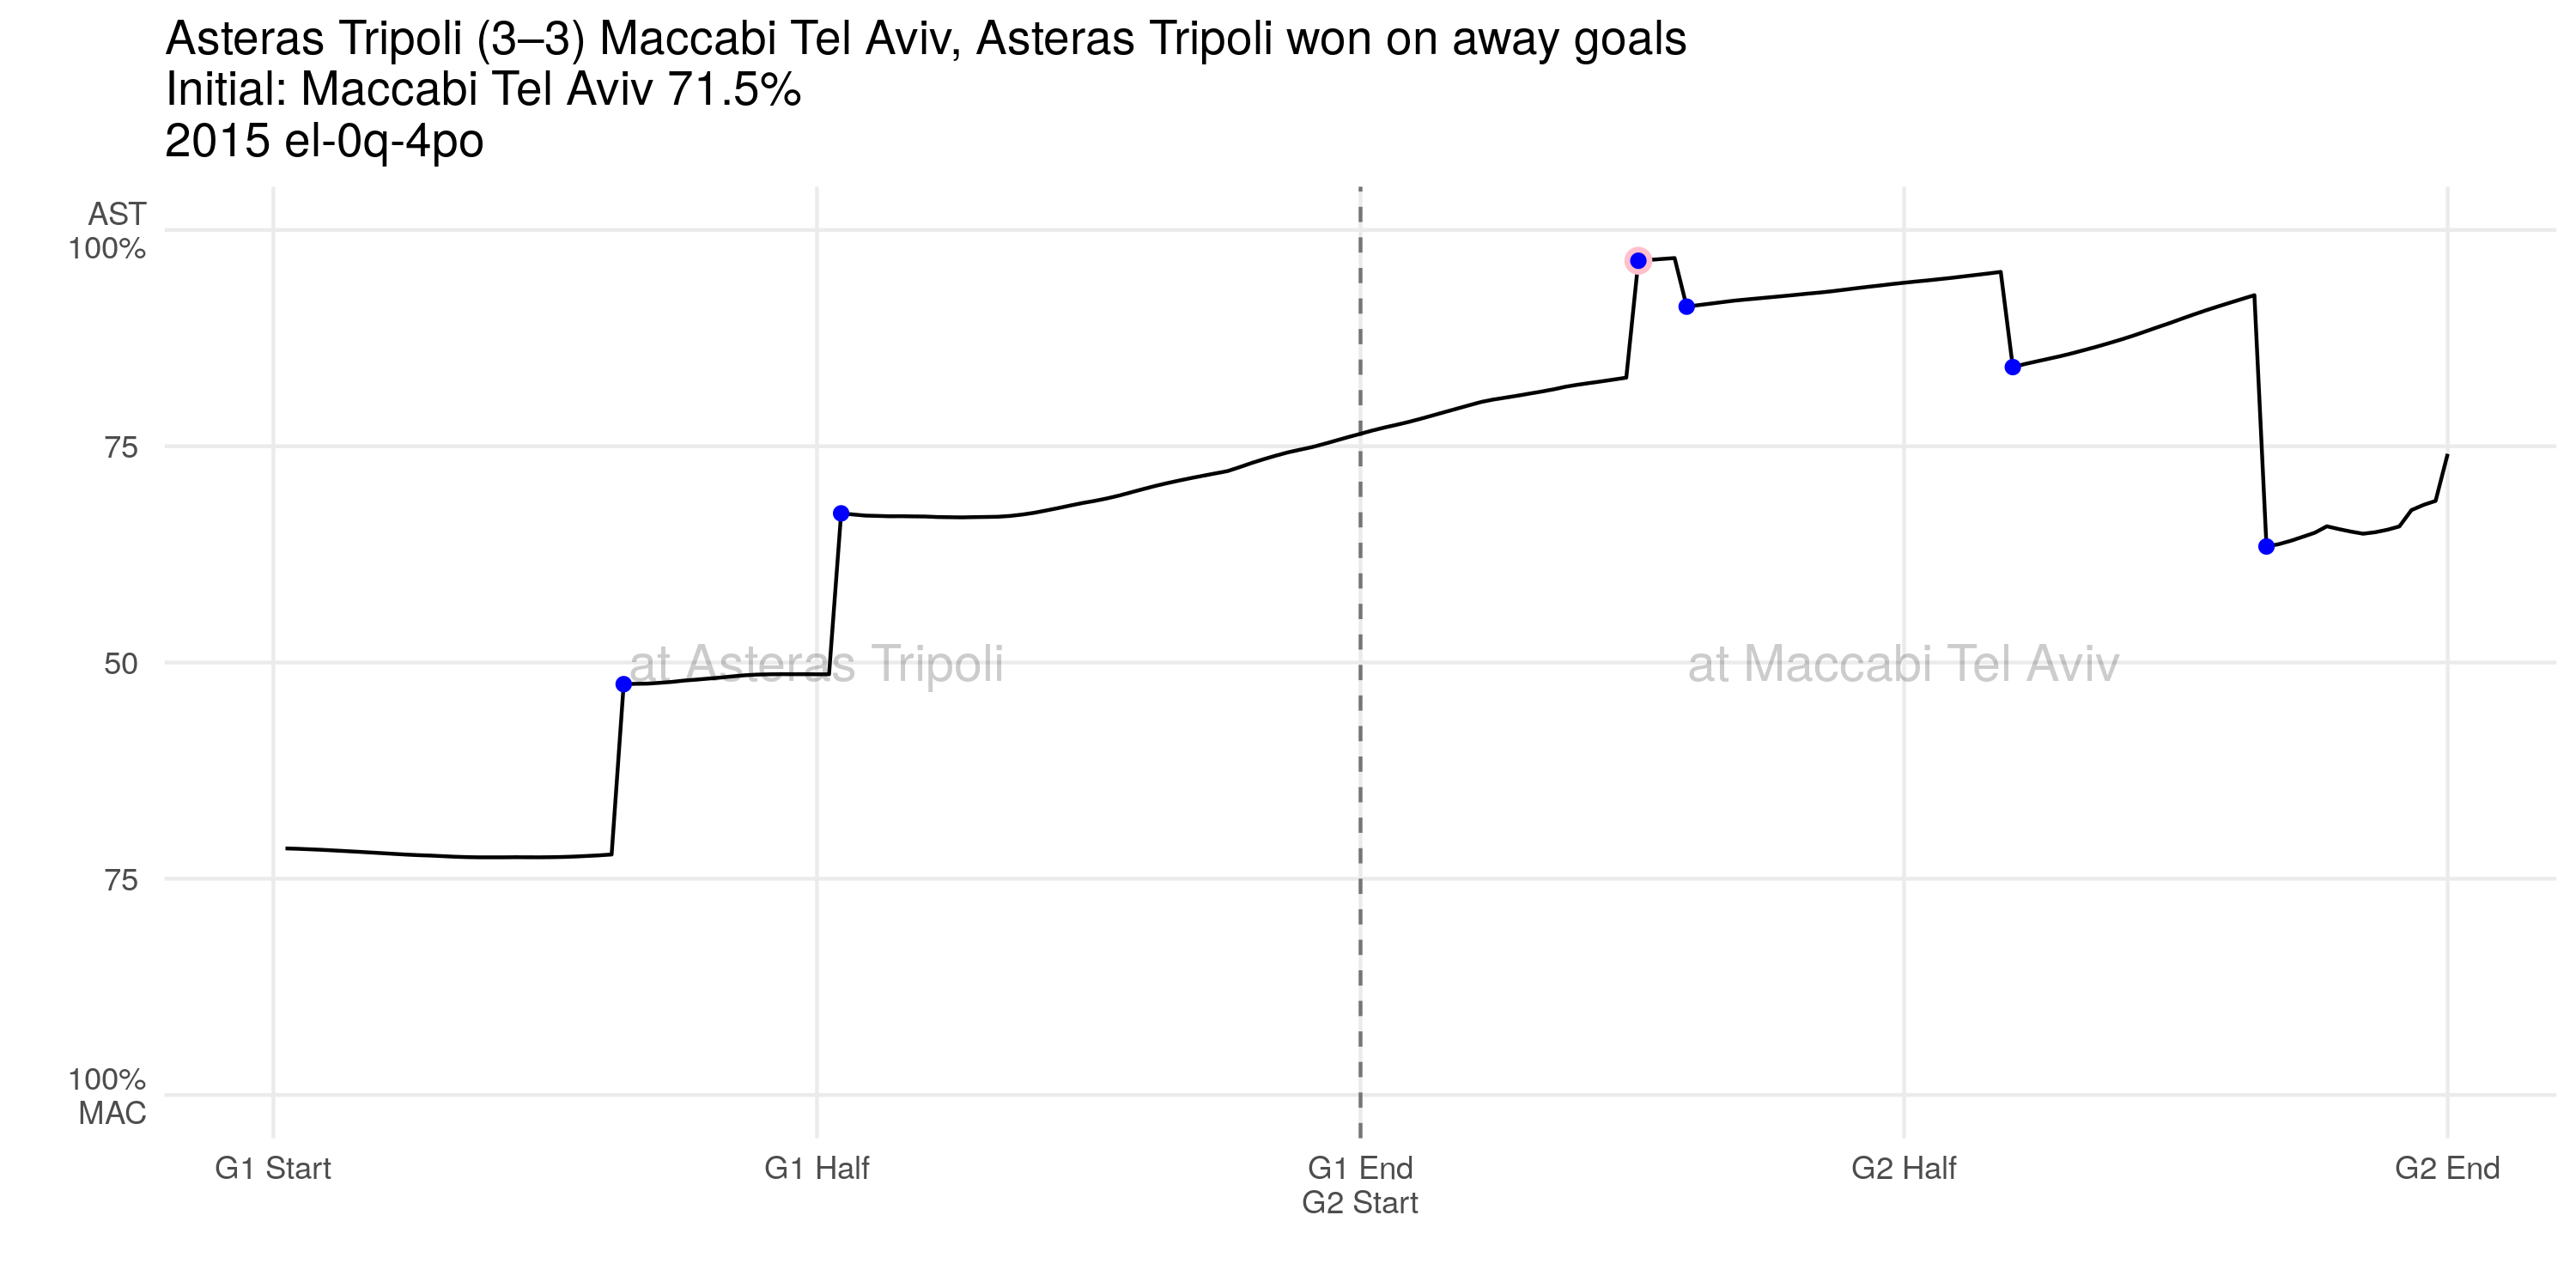 Asteras Tripoli (3–3) Maccabi Tel Aviv, Asteras Tripoli won on away goals
Initial: Maccabi Tel Aviv 71.5%
2015 el-0q-4po
AST
100%
75
50
75
100%
MAC
at Asteras Tripoli
at Maccabi Tel Aviv
G1 Start
G1 Half
G1 End
G2 Start
G2 Half
G2 End